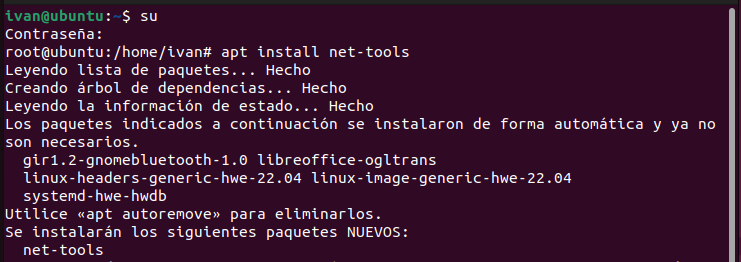 ivan@ubuntu:~$ su
Contraseña:
root@ubuntu:/home/ivan# apt install net-tools
Leyendo lista de paquetes... Hecho
Creando árbol de dependencias... Hecho
Leyendo la información de estado... Hecho
Los paquetes indicados a continuación se instalaron de forma automática y ya no
son necesarios.
  gir1.2-gnomebluetooth-1.0 libreoffice-ogltrans
  linux-headers-generic-hwe-22.04 linux-image-generic-hwe-22.04
  systemd-hwe-hwdb
Utilice «apt autoremove» para eliminarlos.
Se instalarán los siguientes paquetes NUEVOS:
  net-tools